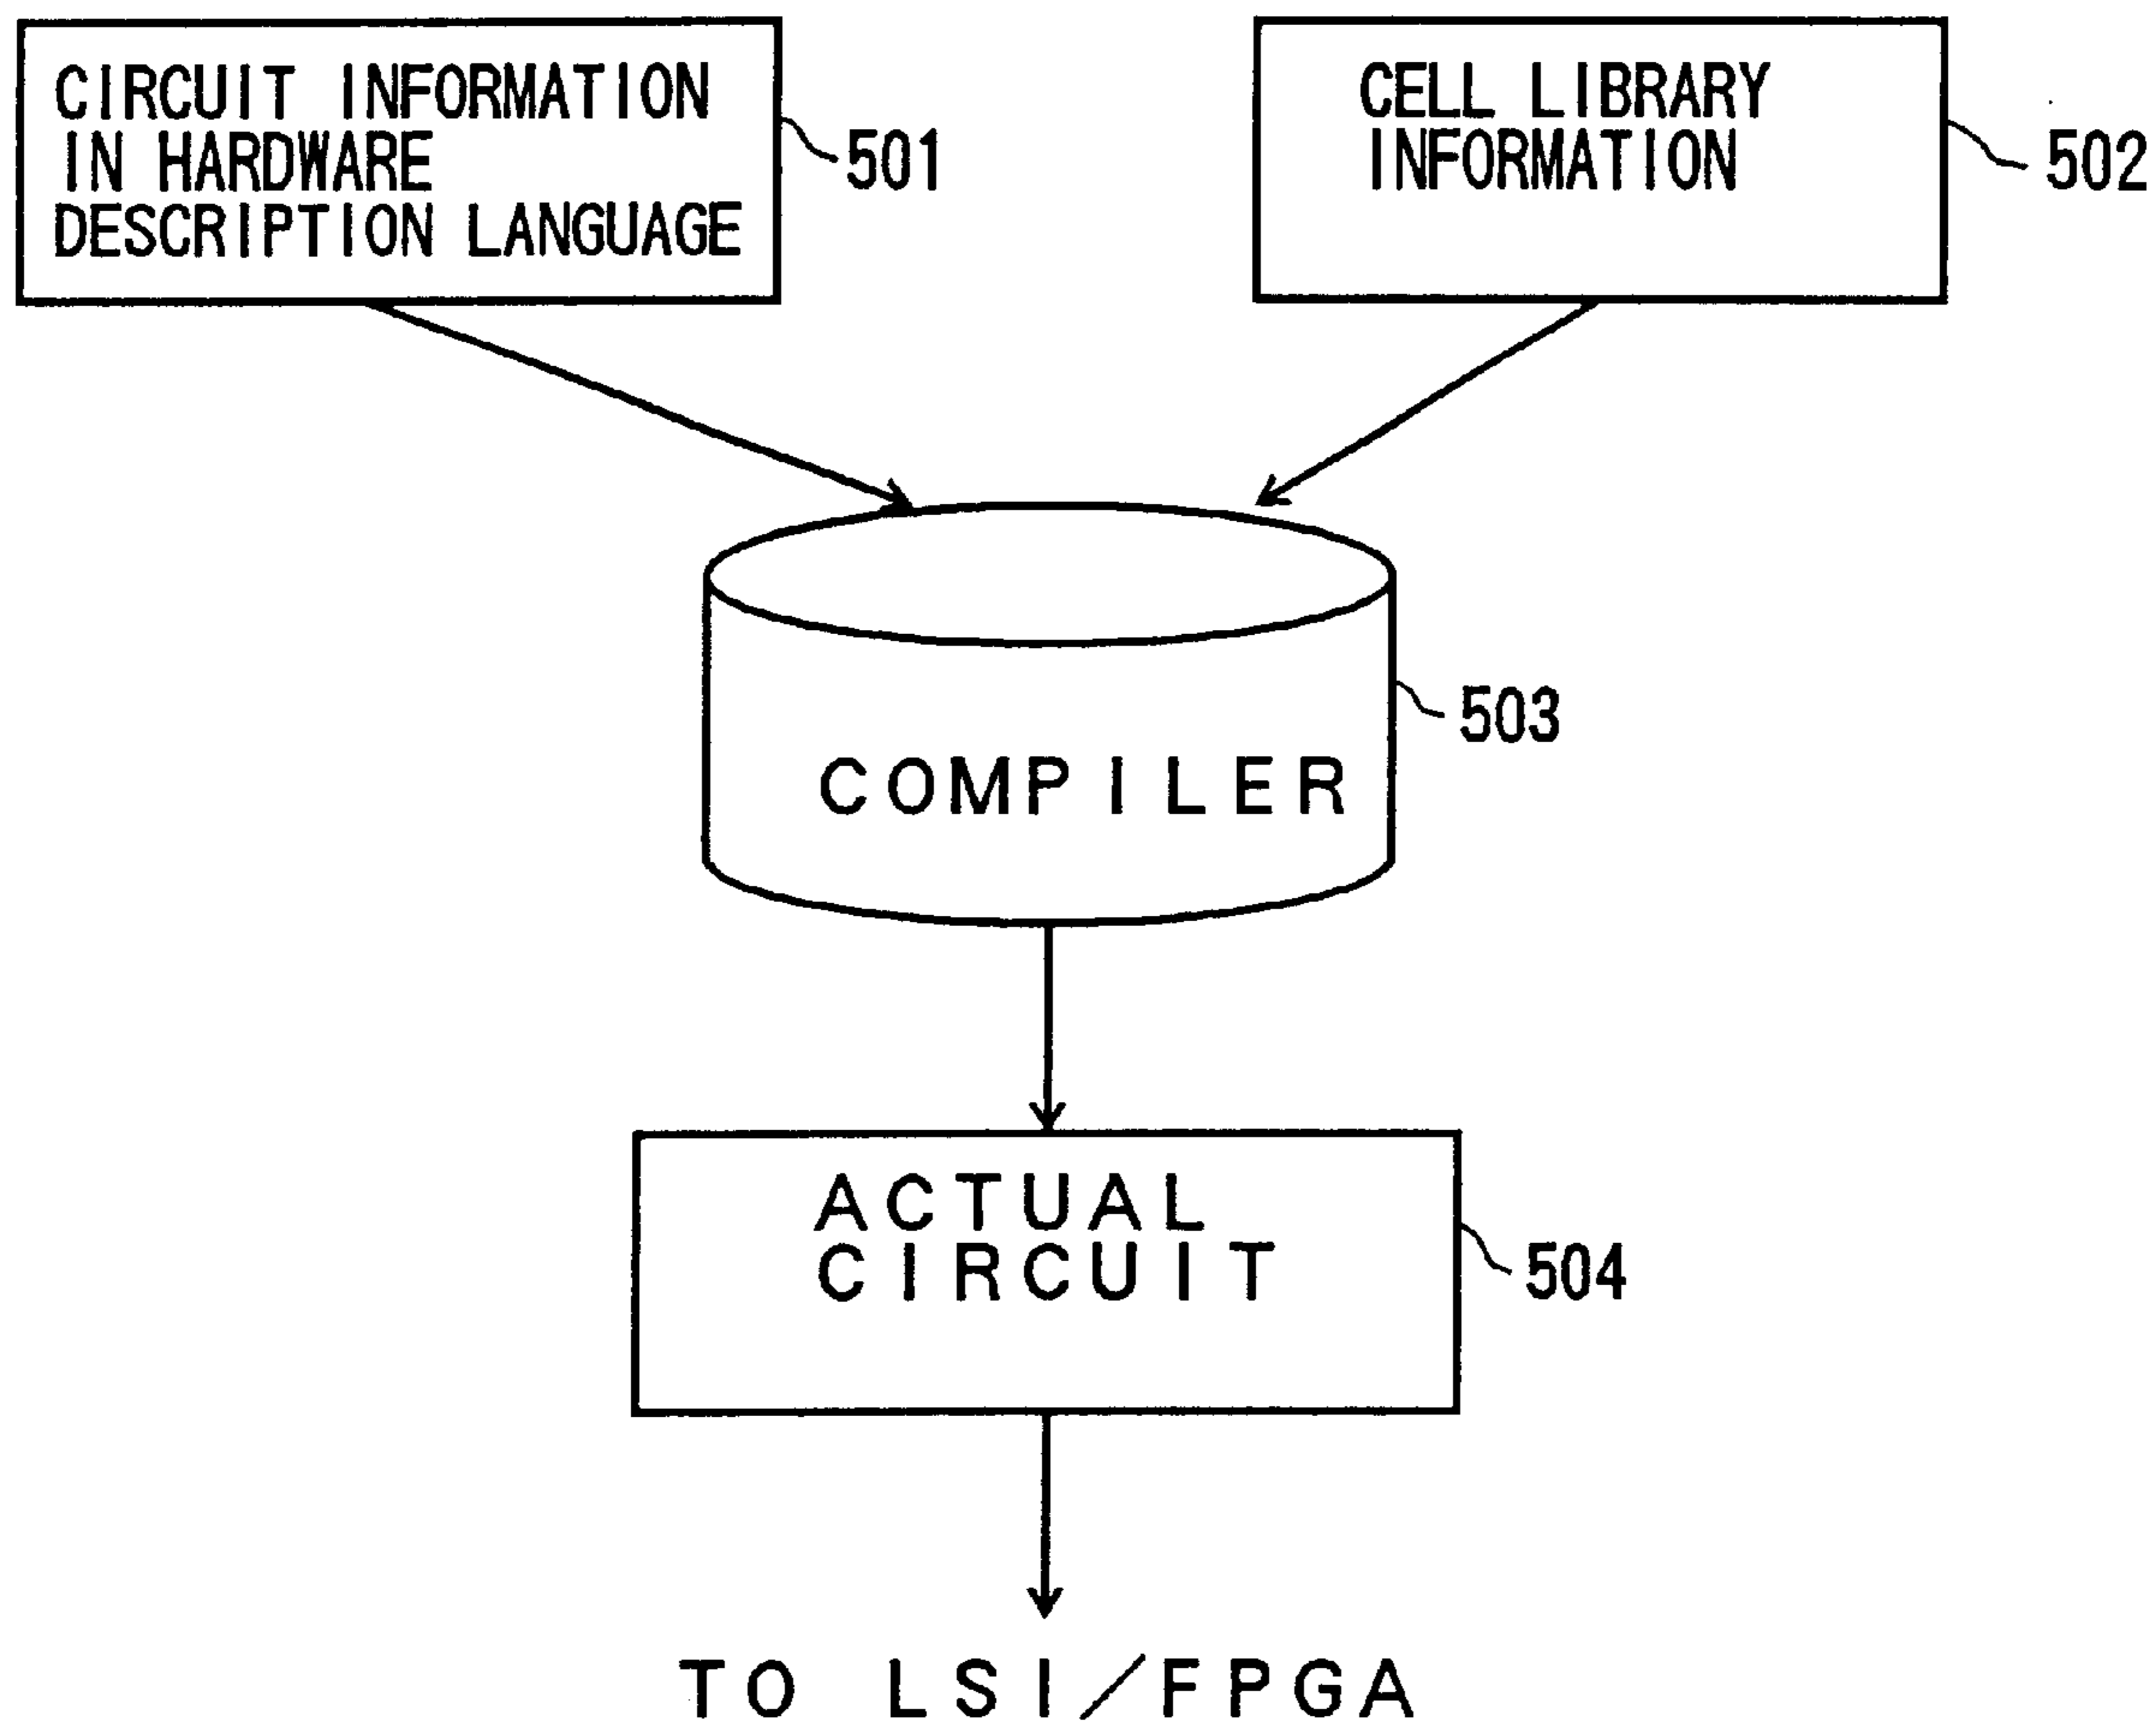 CIRCUIT INFORMATION
IN HARDWARE
DESCRIPTION LANGUAGE
501
CELL LIBRARY
INFORMATION
502
COMPILER
503
ACTUAL
CIRCUIT
504
TO LSI/FPGA